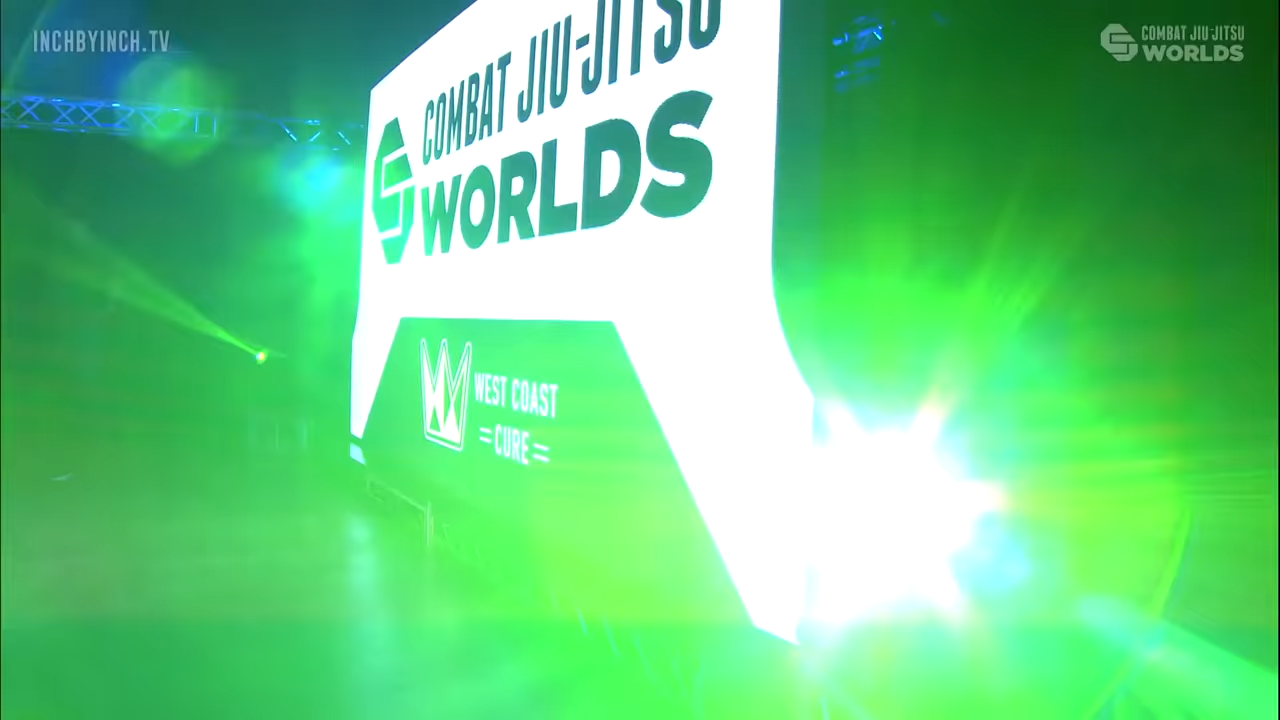 INCHBYINCH.TV
COMBAT JIU-JITSU
WORLDS
COMBAT JIU-JITSU
WORLDS
WEST COAST
CURE